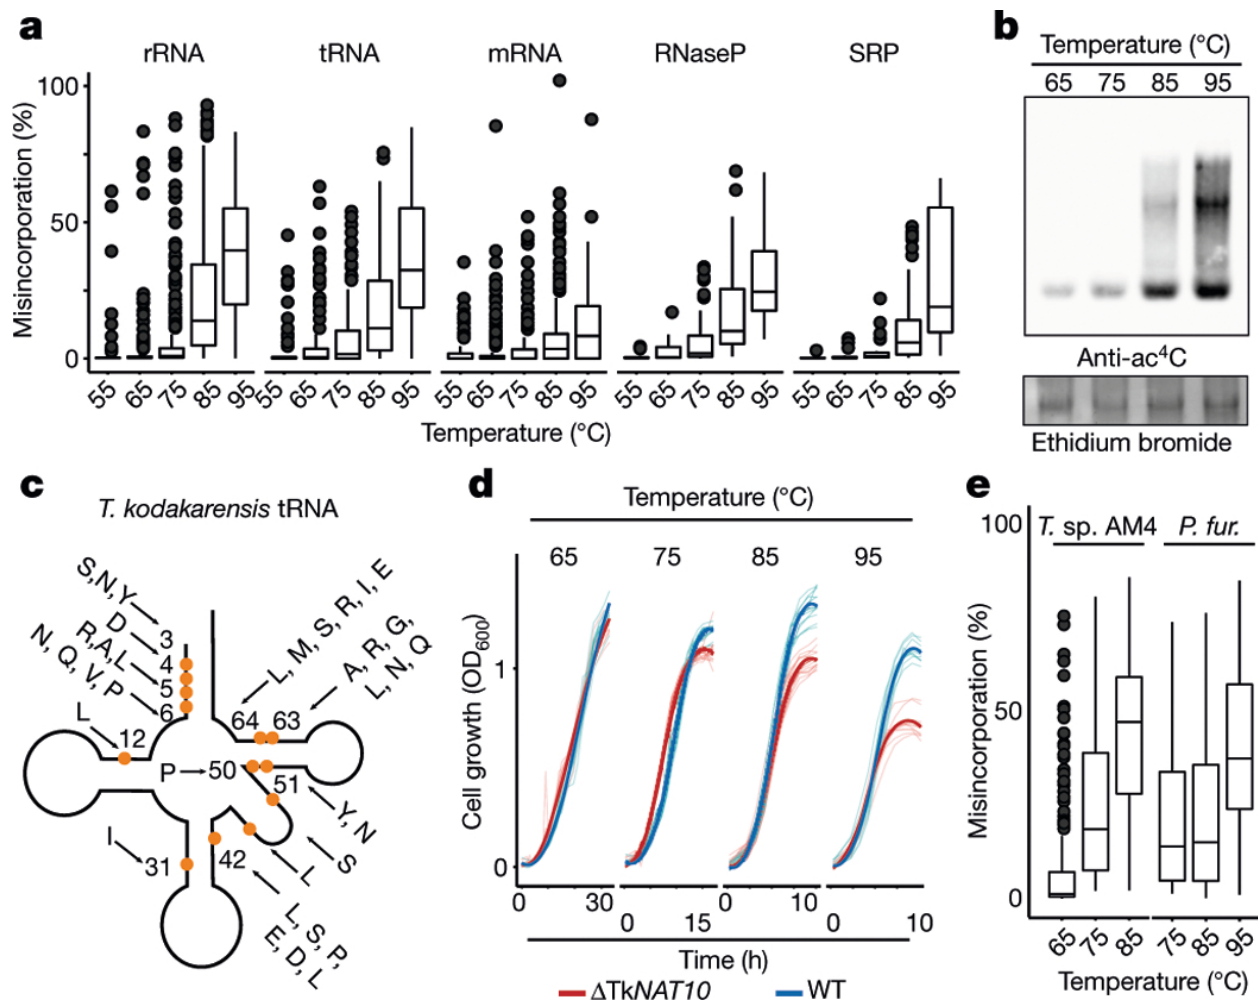 a
rRNA tRNA mRNA RNaseP SRP
Misincorporation (%)
100
50
0
55 65 75 85 95 55 65 75 85 95 55 65 75 85 95 55 65 75 85 95 55 65 75 85 95
Temperature (°C)
b
Temperature (°C)
65 75 85 95
Anti-ac⁴C
Ethidium bromide
c
T. kodakarensis tRNA
S,N,Y
D
R,A,L
N, Q, V, P
3
4
5
6
L
12
L, M, S, R, I, E
A, R, G,
L, N, Q
64 63
P
50
51
Y, N
S
L
I
31
42
L, S, P,
E, D, L
d
Temperature (°C)
65 75 85 95
Cell growth (OD₆₀₀)
1
0
0 30 0 15 0 10 0 10
Time (h)
ΔTkNAT10 WT
e
T. sp. AM4 P. fur.
Misincorporation (%)
100
50
0
65 75 85 75 85 95
Temperature (°C)